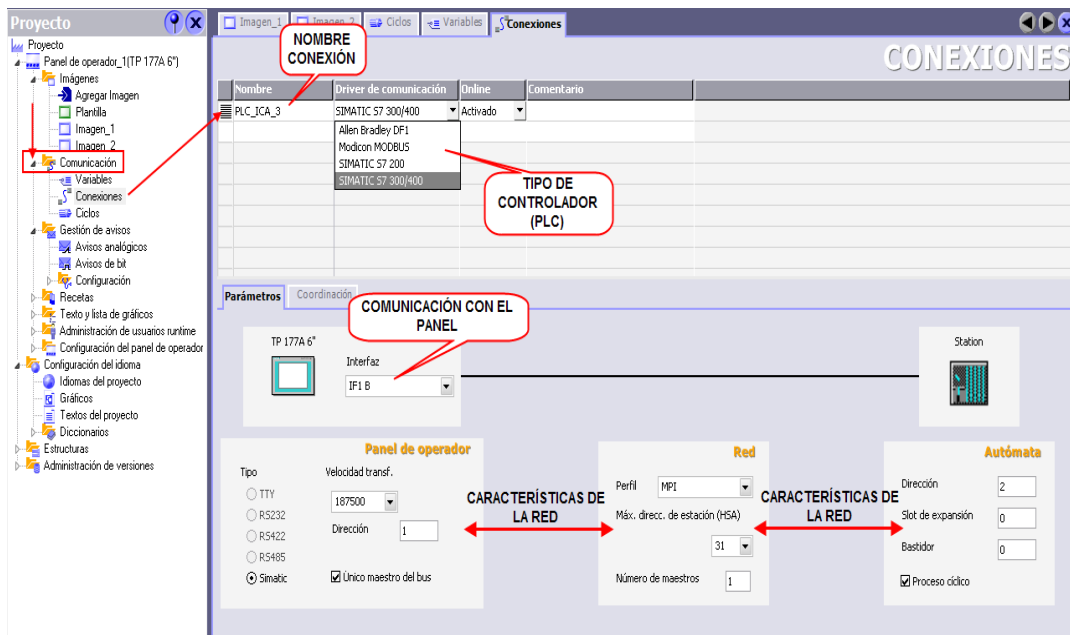 Proyecto
Proyecto
Panel de operador_1(TP 177A 6")
Imágenes
Agregar Imagen
Plantilla
Imagen_1
Imagen_2
Comunicación
Variables
Conexiones
Ciclos
Gestión de avisos
Avisos analógicos
Avisos de bit
Configuración
Recetas
Texto y lista de gráficos
Administración de usuarios runtime
Configuración del panel de operador
Configuración del idioma
Idiomas del proyecto
Gráficos
Textos del proyecto
Diccionarios
Estructuras
Administración de versiones
Imagen_1
Imagen_2
Ciclos
Variables
Conexiones
NOMBRE
CONEXIÓN
CONEXIONES
Nombre
Driver de comunicación
Online
Comentario
PLC_ICA_3
SIMATIC S7 300/400
Activado
Allen Bradley DF1
Modicon MODBUS
SIMATIC S7 200
SIMATIC S7 300/400
TIPO DE
CONTROLADOR
(PLC)
Parámetros
Coordinación
COMUNICACIÓN CON EL
PANEL
TP 177A 6"
Interfaz
IF1 B
Station
Panel de operador
Tipo
TTY
RS232
RS422
RS485
Simatic
Velocidad transf.
187500
Dirección
1
Único maestro del bus
CARACTERÍSTICAS DE
LA RED
Red
Perfil
MPI
Máx. direcc. de estación (HSA)
31
Número de maestros
1
CARACTERÍSTICAS DE
LA RED
Autómata
Dirección
2
Slot de expansión
0
Bastidor
0
Proceso cíclico